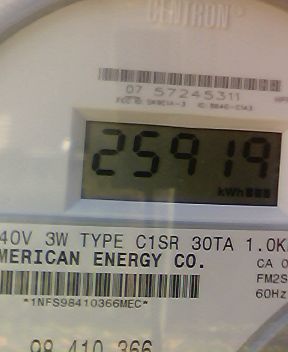 CENTRON®
07 57245311
25919
kWh
40V 3W TYPE C1SR 30TA 1.0K
MERICAN ENERGY CO.
CA 0
FM2S
60Hz
*1NFS98410366MEC*
98 410 366